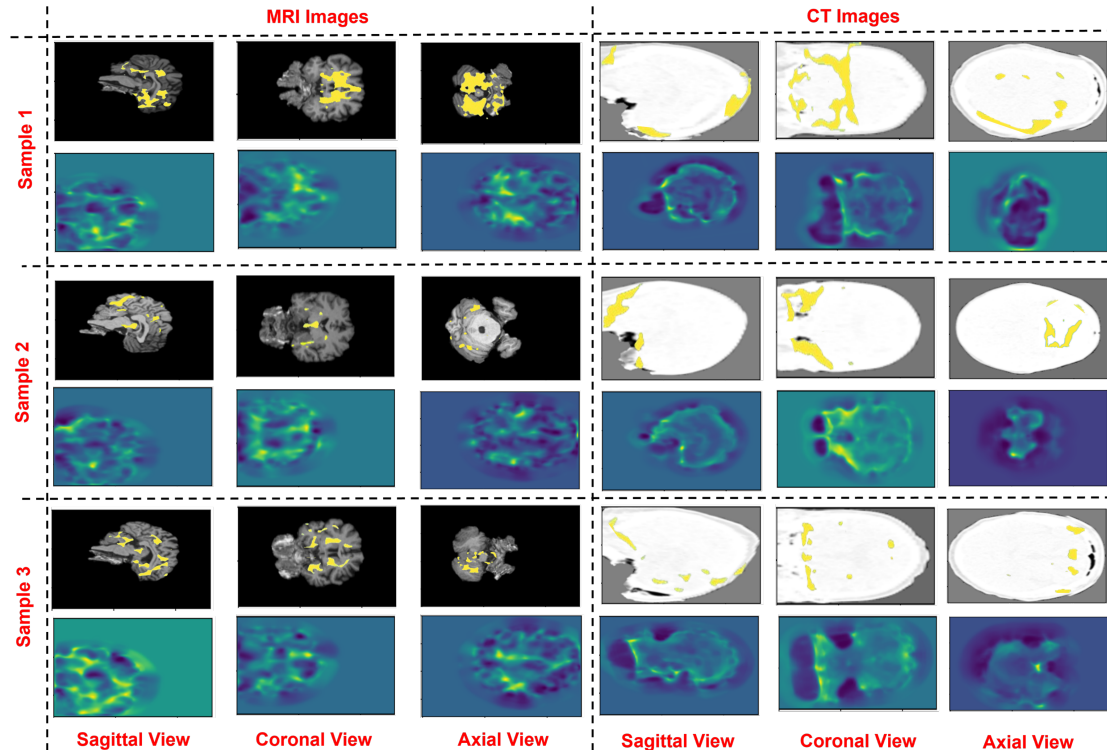 MRI Images
CT Images
Sample 1
Sample 2
Sample 3
Sagittal View
Coronal View
Axial View
Sagittal View
Coronal View
Axial View